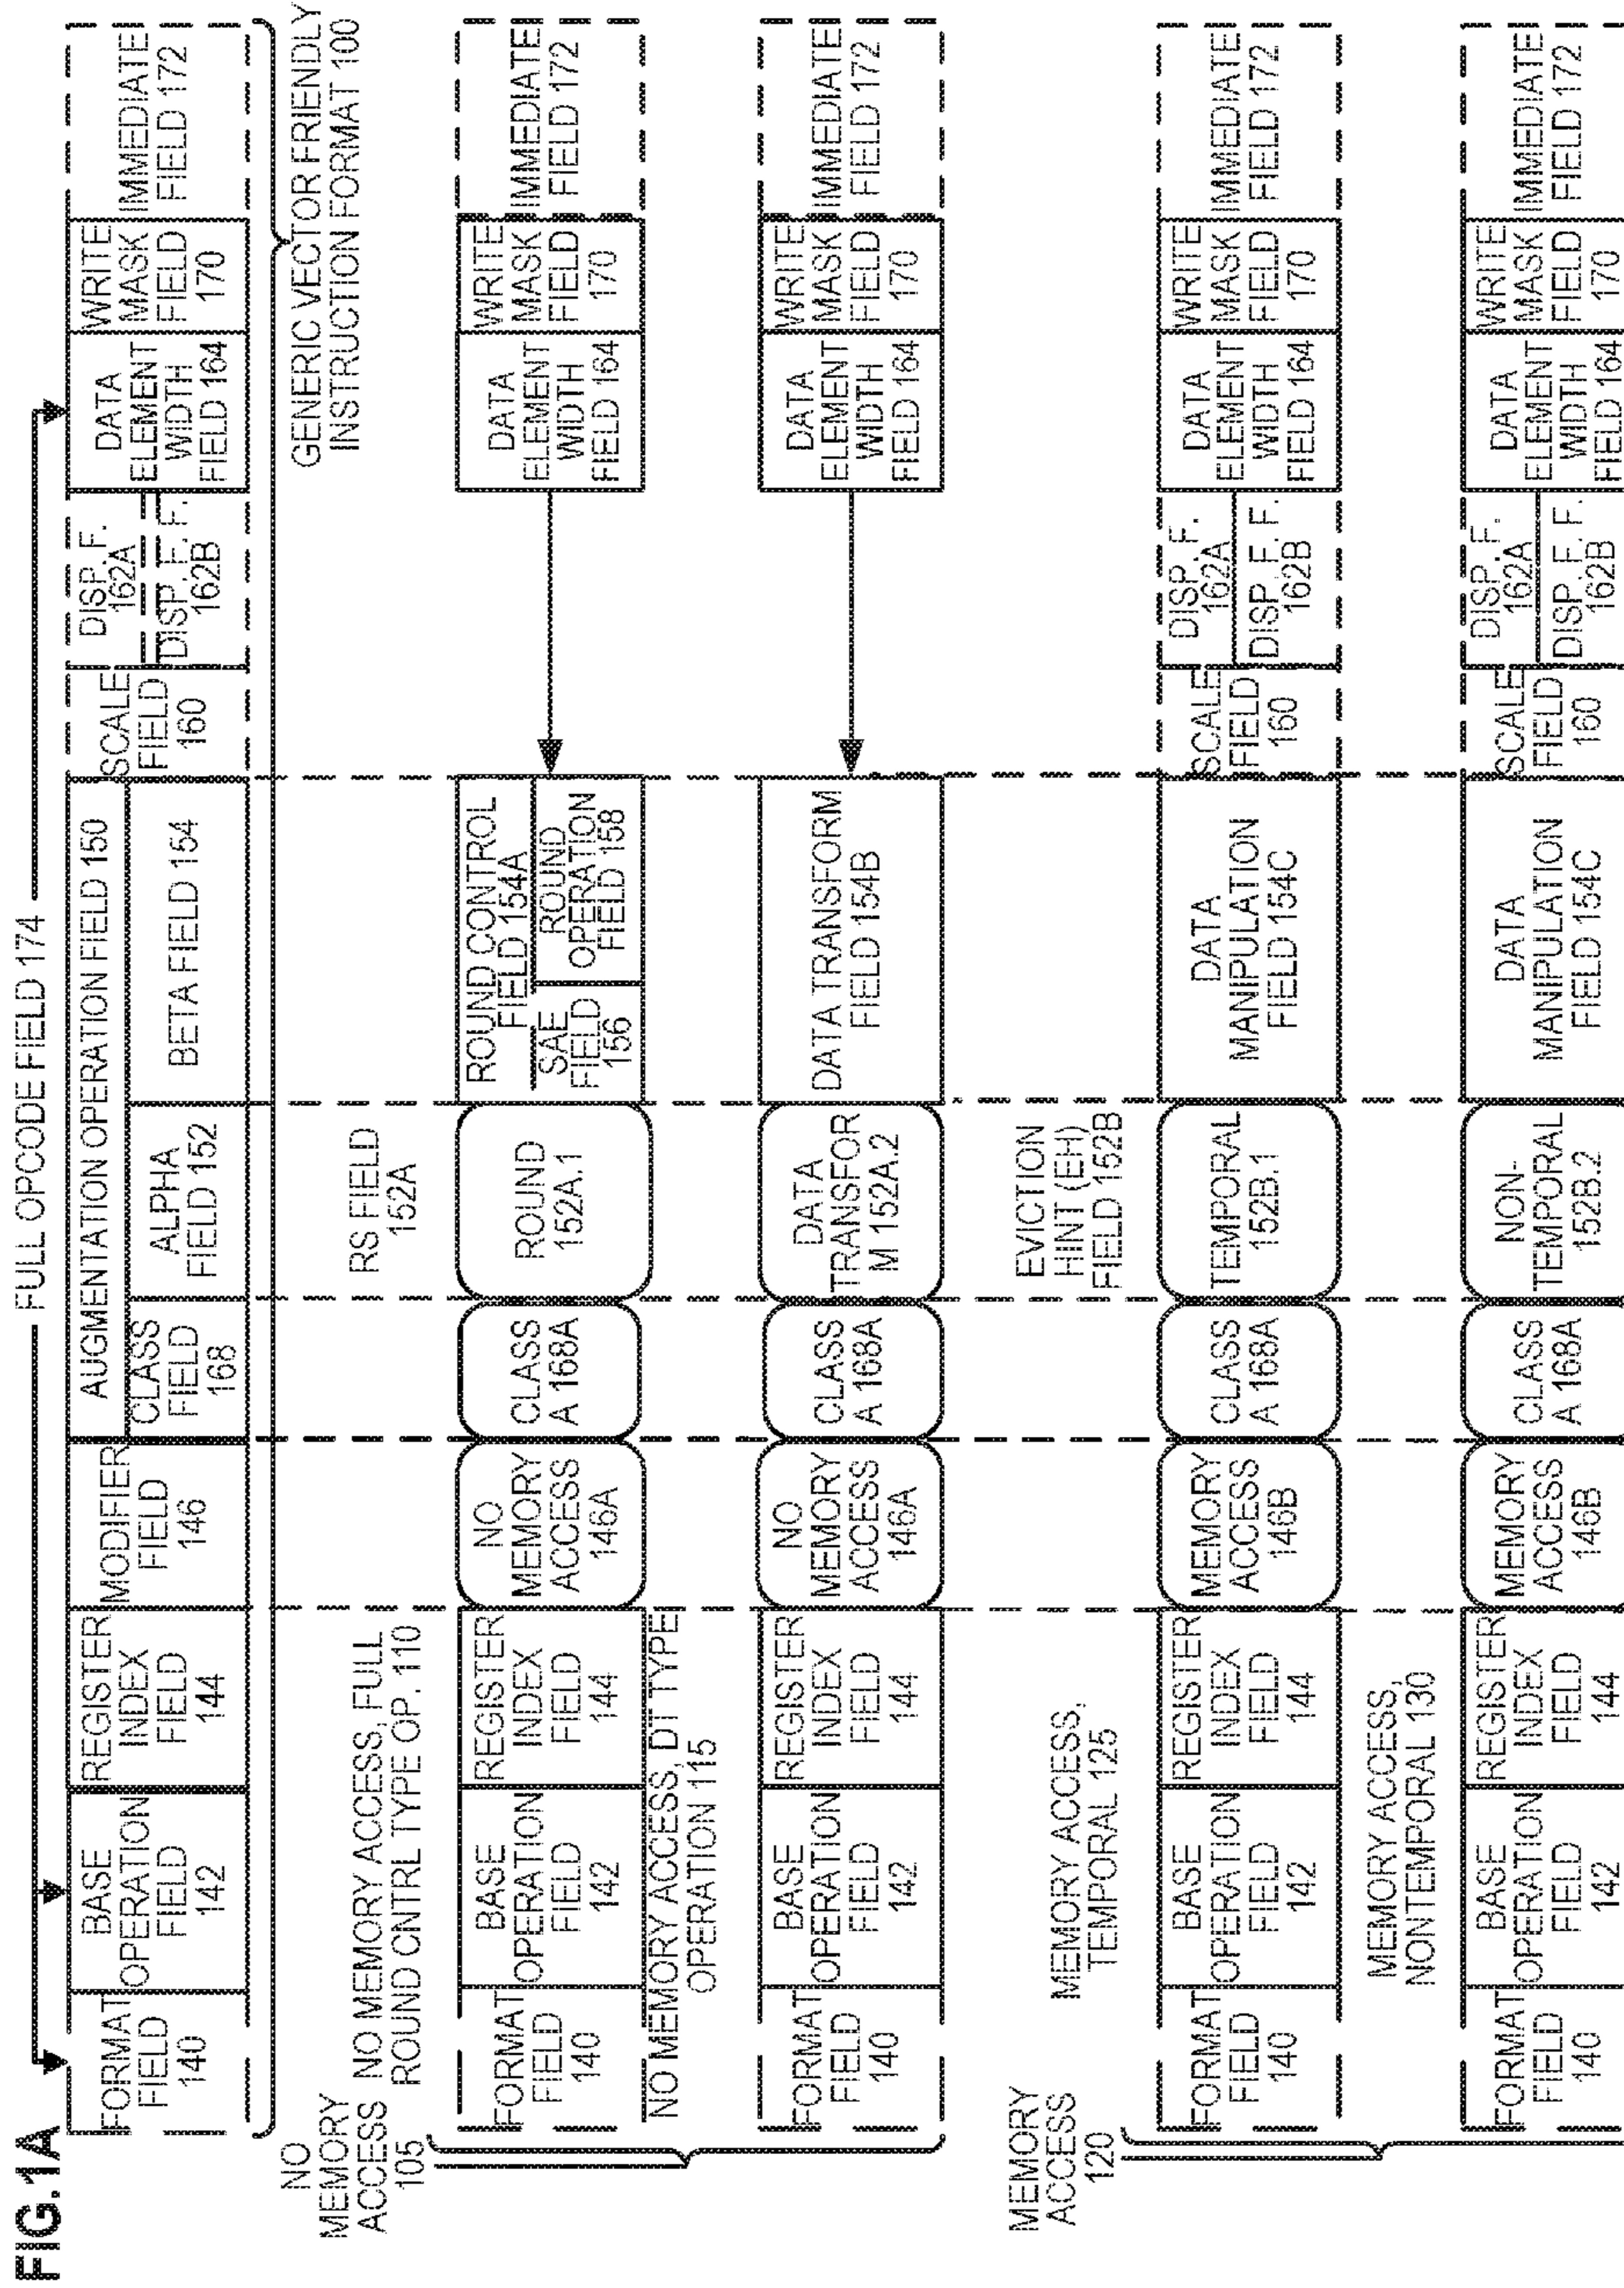 FIG.1A
FULL OPCODE FIELD 174
FORMAT
FIELD
140
BASE
OPERATION
FIELD
142
REGISTER
INDEX
FIELD
144
MODIFIER
FIELD
146
AUGMENTATION OPERATION FIELD 150
CLASS
FIELD
168
ALPHA
FIELD 152
BETA FIELD 154
SCALE
FIELD
160
DISP. F.
162A
DISP. F. F.
162B
DATA
ELEMENT
WIDTH
FIELD 164
WRITE
MASK
FIELD
170
IMMEDIATE
FIELD 172
GENERIC VECTOR FRIENDLY
INSTRUCTION FORMAT 100
NO
MEMORY
ACCESS
105
NO MEMORY ACCESS, FULL
ROUND CNTRL TYPE OP. 110
RS FIELD
152A
FORMAT
FIELD
140
BASE
OPERATION
FIELD
142
REGISTER
INDEX
FIELD
144
NO
MEMORY
ACCESS
146A
CLASS
A 168A
ROUND
152A.1
ROUND CONTROL
FIELD 154A
SAE
FIELD
156
ROUND
OPERATION
FIELD 158
DATA
ELEMENT
WIDTH
FIELD 164
WRITE
MASK
FIELD
170
IMMEDIATE
FIELD 172
NO MEMORY ACCESS, DT TYPE
OPERATION 115
FORMAT
FIELD
140
BASE
OPERATION
FIELD
142
REGISTER
INDEX
FIELD
144
NO
MEMORY
ACCESS
146A
CLASS
A 168A
DATA
TRANSFOR
M 152A.2
DATA TRANSFORM
FIELD 154B
DATA
ELEMENT
WIDTH
FIELD 164
WRITE
MASK
FIELD
170
IMMEDIATE
FIELD 172
MEMORY
ACCESS
120
MEMORY ACCESS,
TEMPORAL 125
EVICTION
HINT (EH)
FIELD 152B
FORMAT
FIELD
140
BASE
OPERATION
FIELD
142
REGISTER
INDEX
FIELD
144
MEMORY
ACCESS
146B
CLASS
A 168A
TEMPORAL
152B.1
DATA
MANIPULATION
FIELD 154C
SCALE
FIELD
160
DISP. F.
162A
DISP. F. F.
162B
DATA
ELEMENT
WIDTH
FIELD 164
WRITE
MASK
FIELD
170
IMMEDIATE
FIELD 172
MEMORY ACCESS,
NONTEMPORAL 130
FORMAT
FIELD
140
BASE
OPERATION
FIELD
142
REGISTER
INDEX
FIELD
144
MEMORY
ACCESS
146B
CLASS
A 168A
NON-
TEMPORAL
152B.2
DATA
MANIPULATION
FIELD 154C
SCALE
FIELD
160
DISP. F.
162A
DISP. F. F.
162B
DATA
ELEMENT
WIDTH
FIELD 164
WRITE
MASK
FIELD
170
IMMEDIATE
FIELD 172